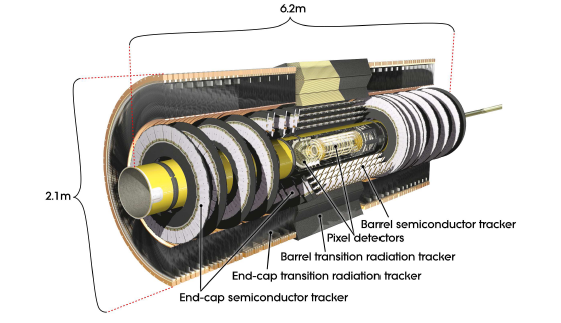 6.2m
2.1m
Barrel semiconductor tracker
Pixel detectors
Barrel transition radiation tracker
End-cap transition radiation tracker
End-cap semiconductor tracker